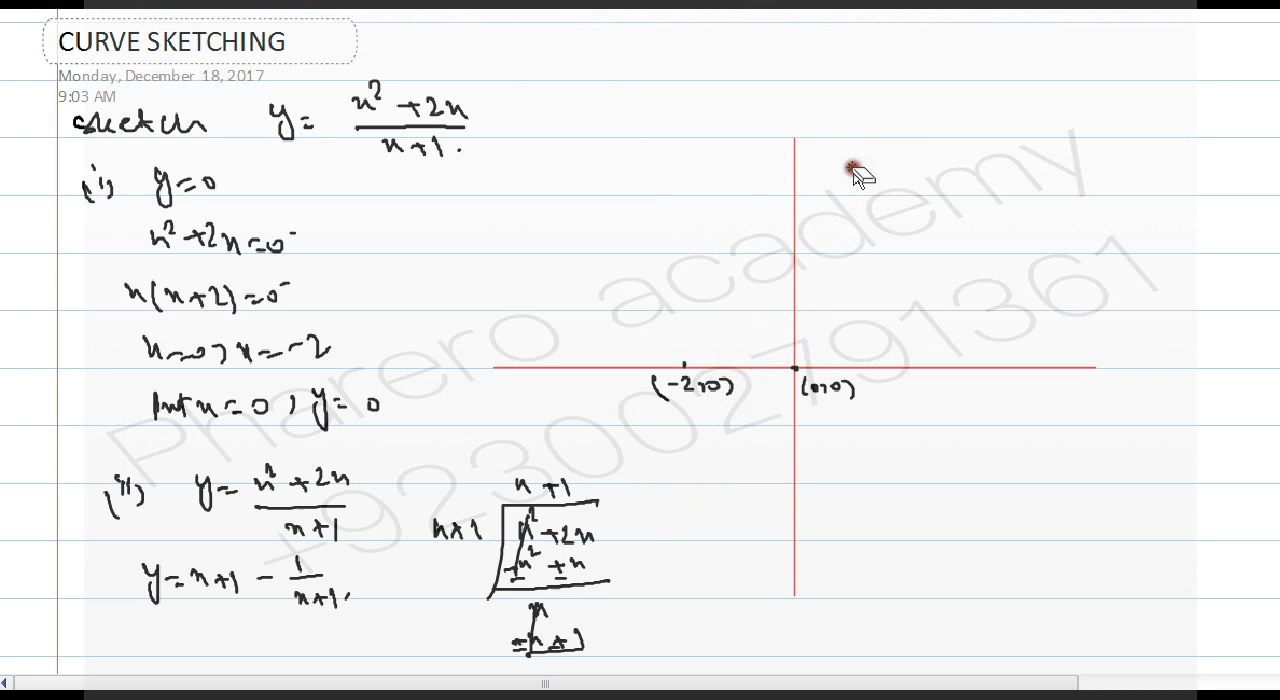 CURVE SKETCHING
Monday, December 18, 2017
9:03 AM
sketch y = x² + 2x / x + 1.
(i) y = 0
x² + 2x = 0
x(x + 2) = 0
x = 0, x = -2
Put x = 0, y = 0
(-2,0) (0,0)
(ii) y = x² + 2x / x + 1
y = x + 1 - 1 / x + 1.
x + 1
x + 1 x² + 2x
± x² ± x
x
± x ± 1
Pharero academy
+923002791361